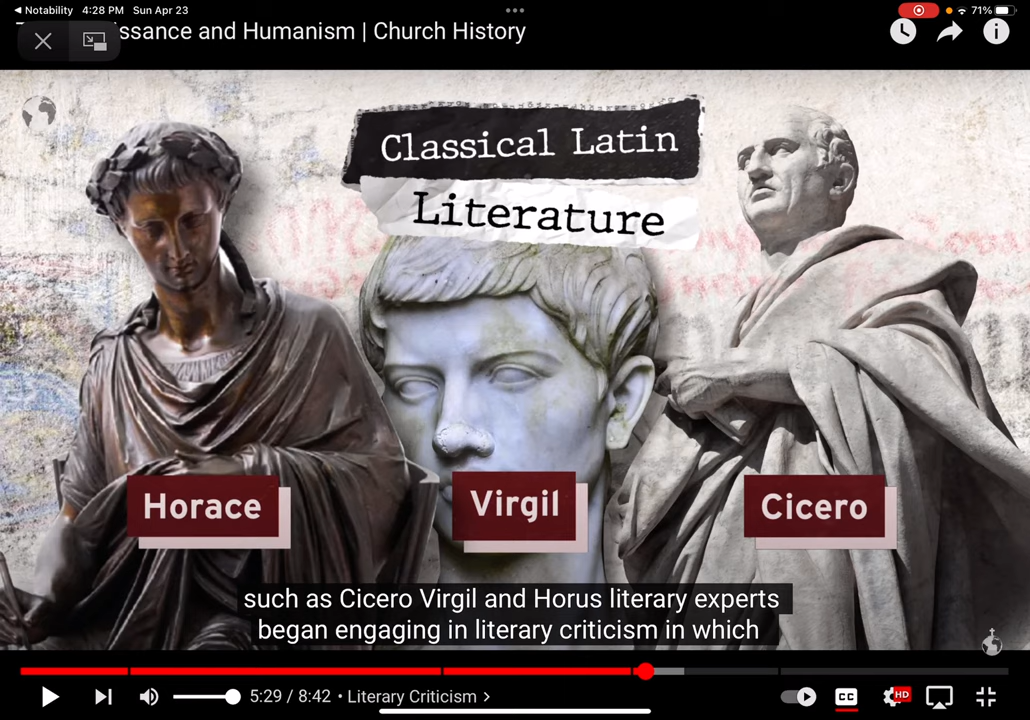 Notability 4:28 PM Sun Apr 23 71%
ssance and Humanism | Church History
Classical Latin
Literature
Horace
Virgil
Cicero
such as Cicero Virgil and Horus literary experts
began engaging in literary criticism in which
5:29 / 8:42 • Literary Criticism
CC
HD